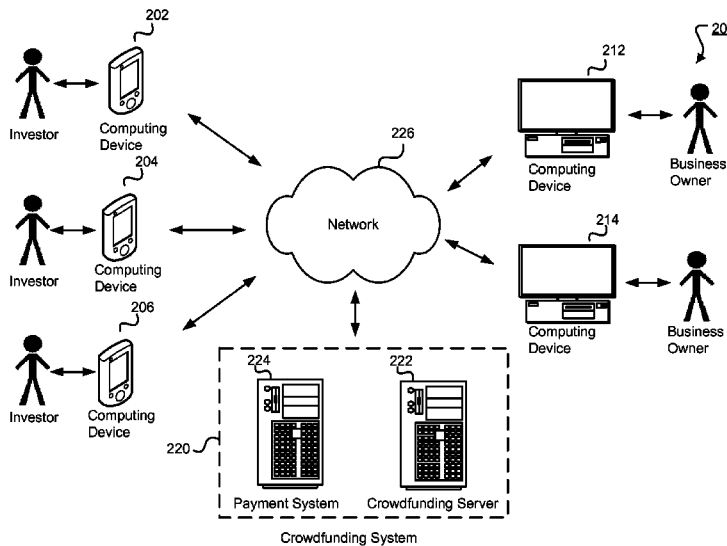 202
Investor
Computing
Device
204
Investor
Computing
Device
206
Investor
Computing
Device
226
Network
212
20
Computing
Device
Business
Owner
214
Computing
Device
Business
Owner
224
222
220
Payment System
Crowdfunding Server
Crowdfunding System